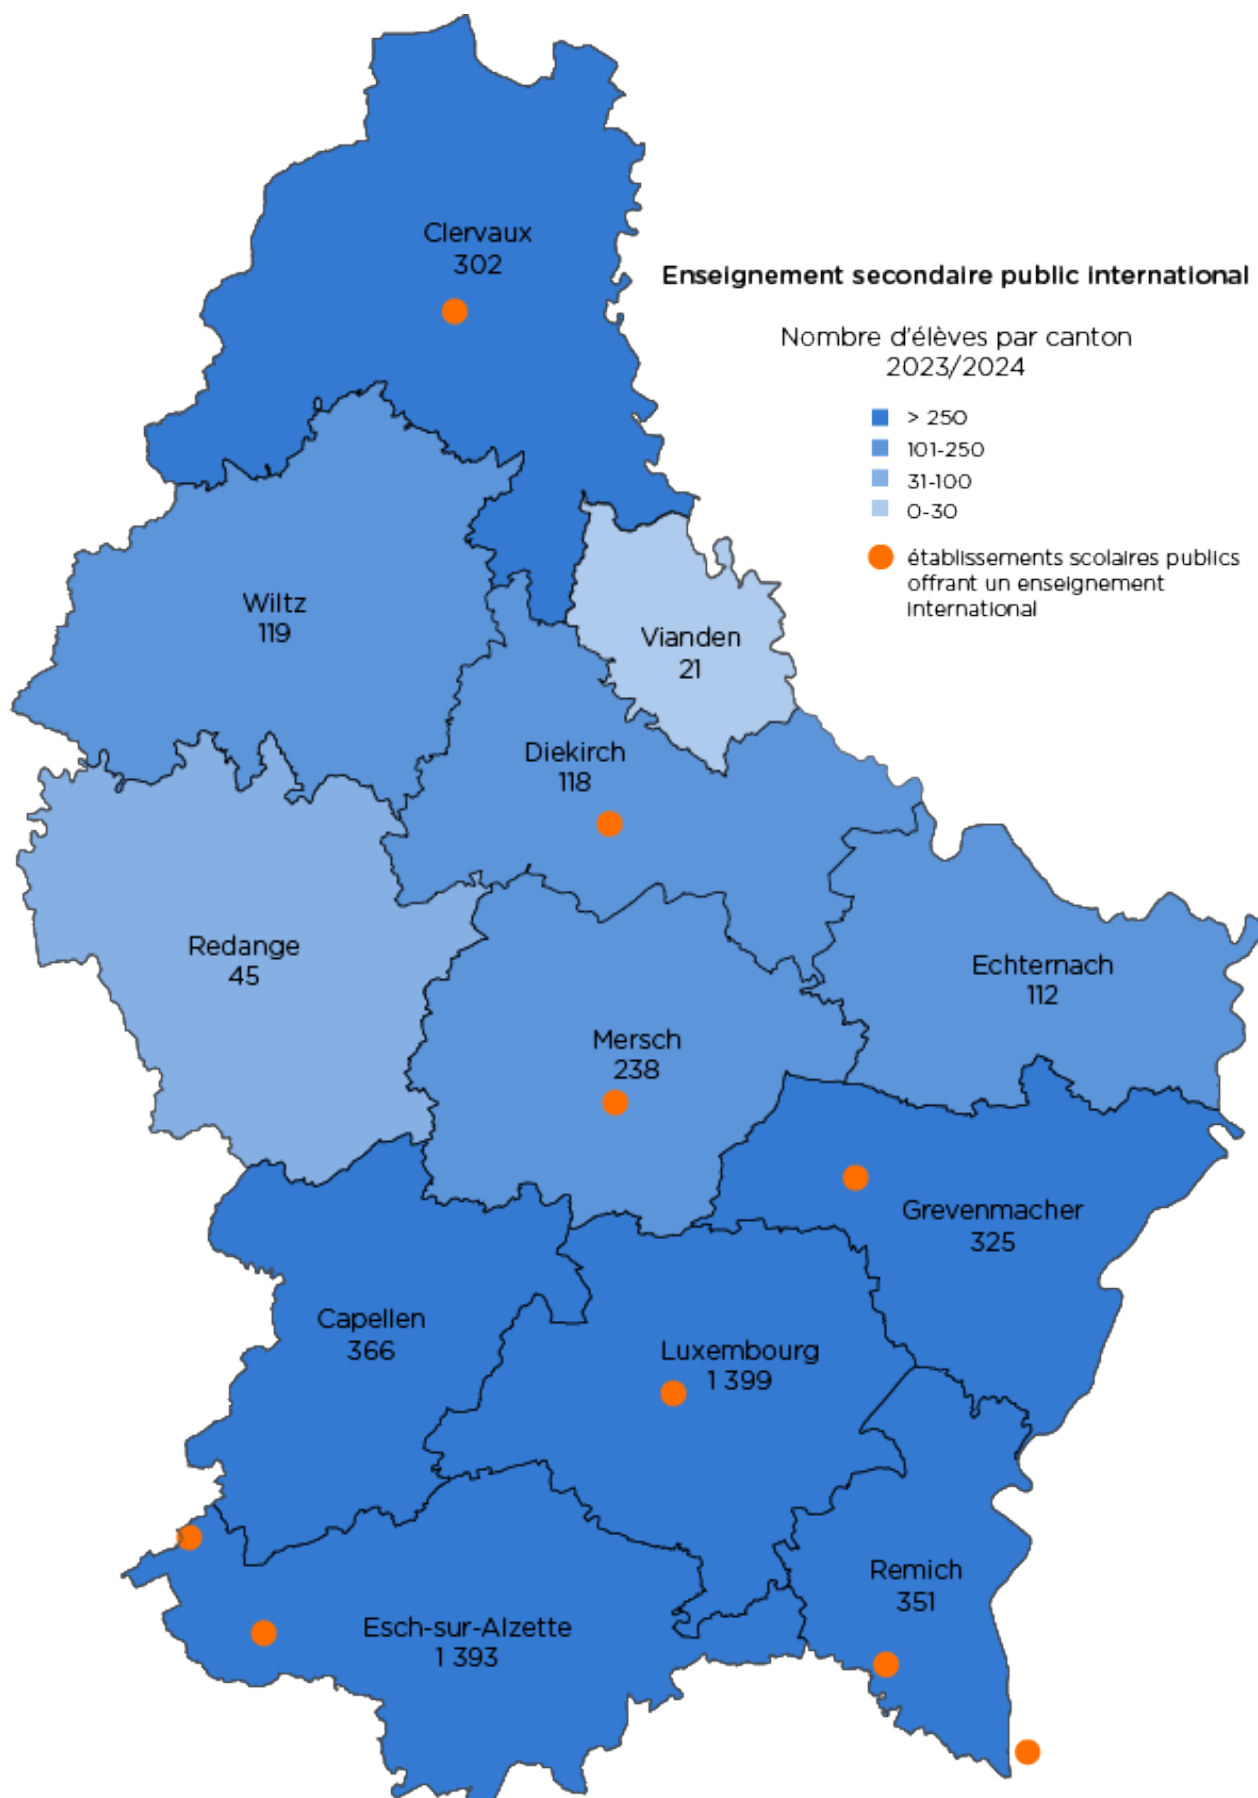 Clervaux
302
Enseignement secondaire public international
Nombre d'élèves par canton
2023/2024
> 250
101-250
31-100
0-30
établissements scolaires publics
offrant un enseignement
international
Wiltz
119
Vianden
21
Diekirch
118
Redange
45
Echternach
112
Mersch
238
Grevenmacher
325
Capellen
366
Luxembourg
1 399
Remich
351
Esch-sur-Alzette
1 393